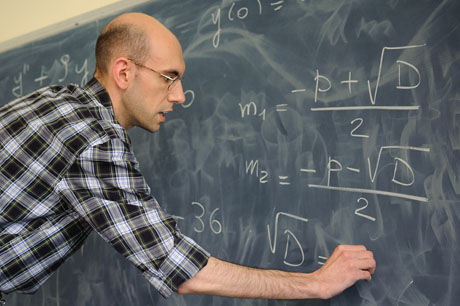 y(0) =
y" + 9y
m₁ = -p + √D / 2
m₂ = -p - √D / 2
-36
√D =